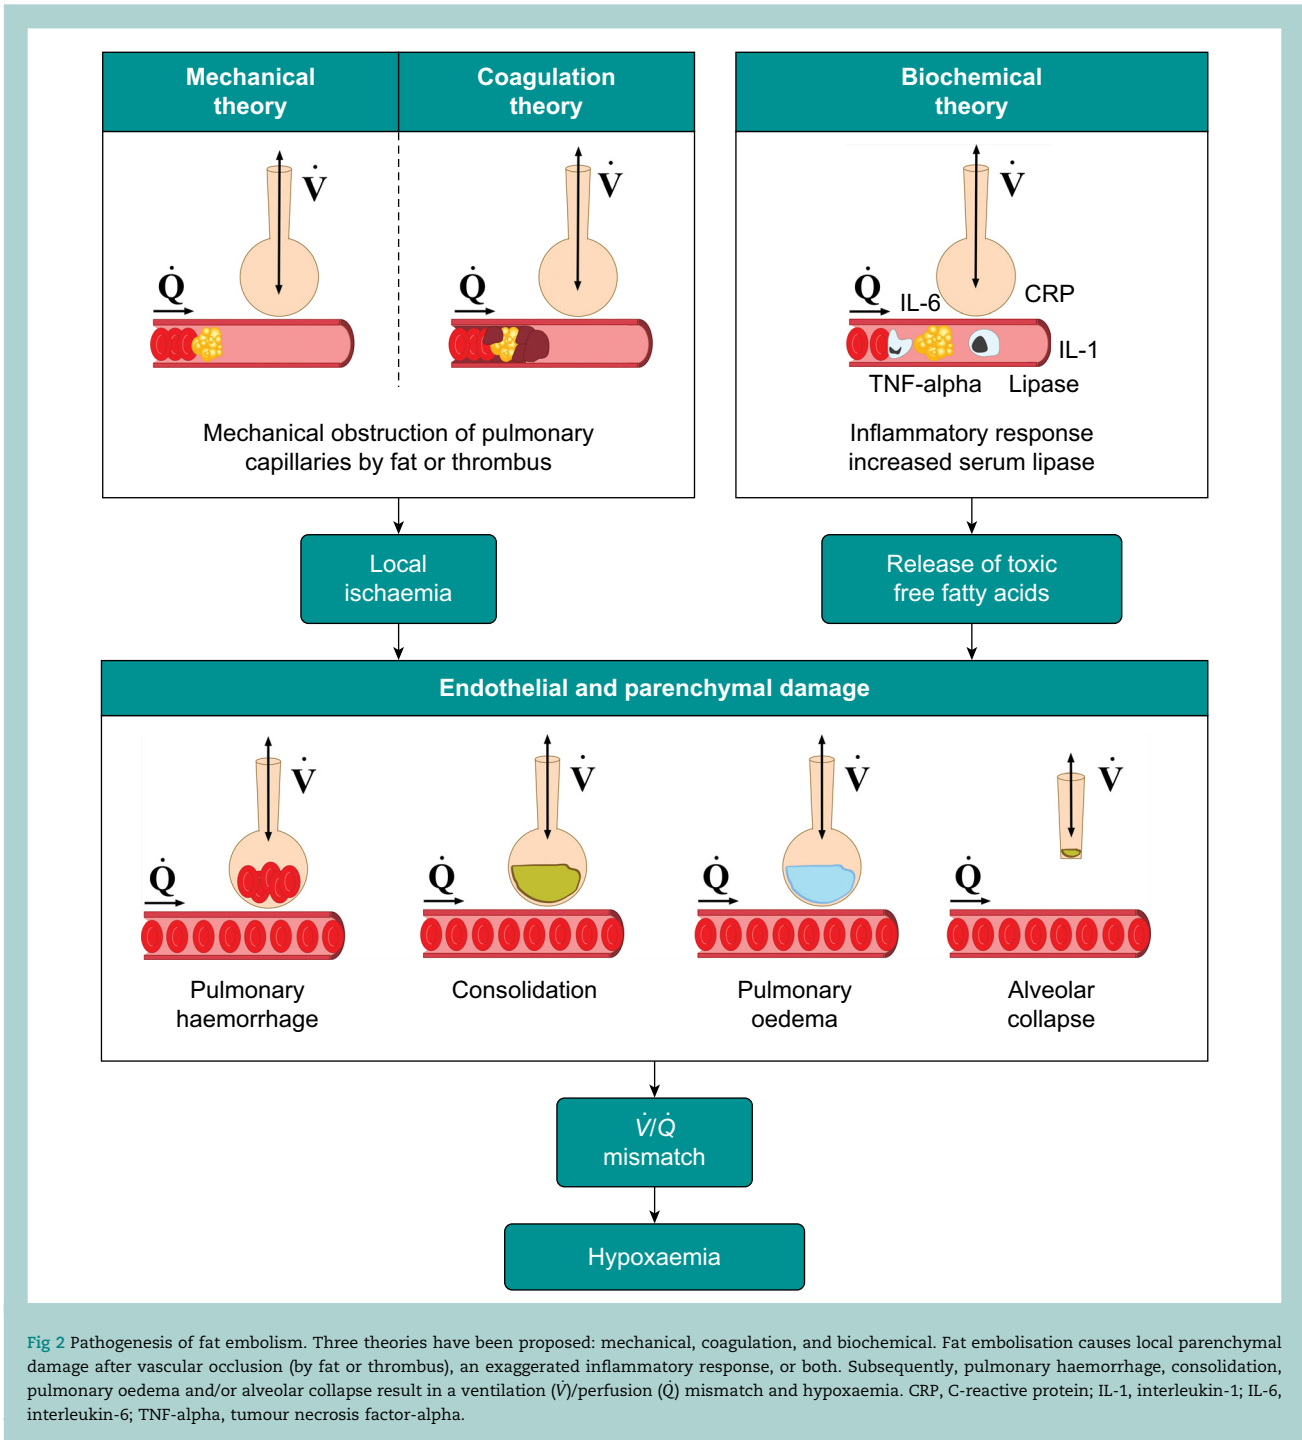 Mechanical
theory
Coagulation
theory
Biochemical
theory
V̇
V̇
V̇
Q̇
Q̇
Q̇
IL-6
CRP
IL-1
TNF-alpha
Lipase
Mechanical obstruction of pulmonary
capillaries by fat or thrombus
Inflammatory response
increased serum lipase
Local
ischaemia
Release of toxic
free fatty acids
Endothelial and parenchymal damage
V̇
V̇
V̇
V̇
Q̇
Q̇
Q̇
Q̇
Pulmonary
haemorrhage
Consolidation
Pulmonary
oedema
Alveolar
collapse
V̇/Q̇
mismatch
Hypoxaemia
Fig 2 Pathogenesis of fat embolism. Three theories have been proposed: mechanical, coagulation, and biochemical. Fat embolisation causes local parenchymal
damage after vascular occlusion (by fat or thrombus), an exaggerated inflammatory response, or both. Subsequently, pulmonary haemorrhage, consolidation,
pulmonary oedema and/or alveolar collapse result in a ventilation (V̇)/perfusion (Q̇) mismatch and hypoxaemia. CRP, C-reactive protein; IL-1, interleukin-1; IL-6,
interleukin-6; TNF-alpha, tumour necrosis factor-alpha.